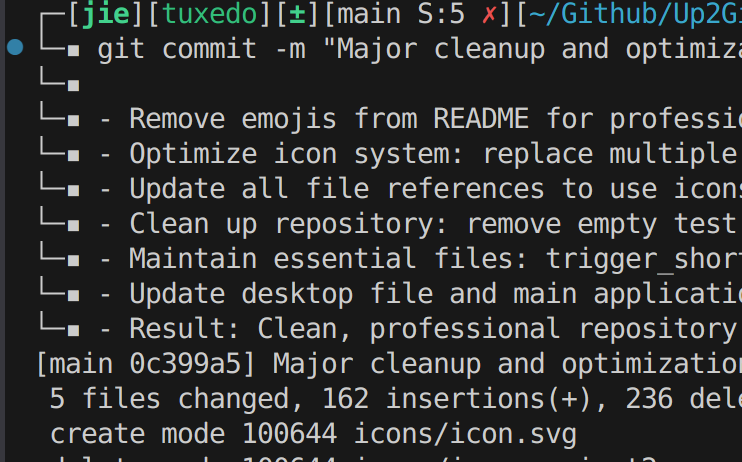 [jie][tuxedo][±][main S:5 ✗][~/Github/Up2Gi
git commit -m "Major cleanup and optimiza
- Remove emojis from README for professio
- Optimize icon system: replace multiple
- Update all file references to use icons
- Clean up repository: remove empty test
- Maintain essential files: trigger_short
- Update desktop file and main applicatio
- Result: Clean, professional repository
[main 0c399a5] Major cleanup and optimization
5 files changed, 162 insertions(+), 236 dele
create mode 100644 icons/icon.svg